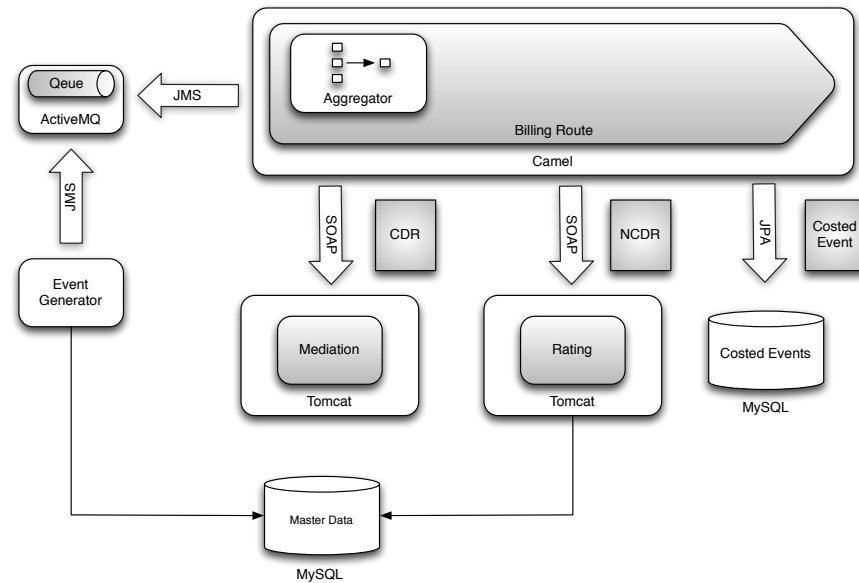 Qeue
ActiveMQ
JMS
Aggregator
Billing Route
Camel
JMS
SOAP
CDR
SOAP
NCDR
JPA
Costed
Event
Event
Generator
Mediation
Tomcat
Rating
Tomcat
Costed Events
MySQL
Master Data
MySQL